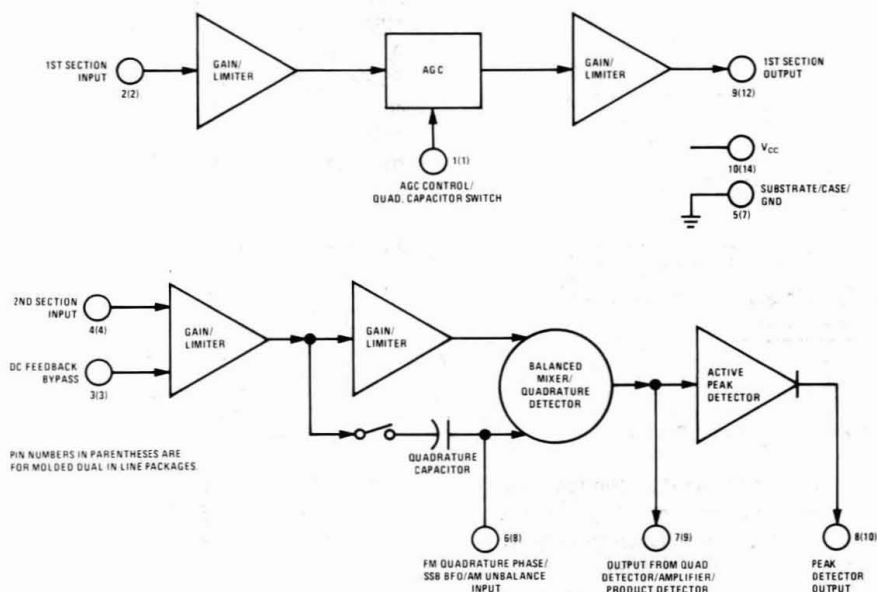 1ST SECTION
INPUT
2(2)
GAIN/
LIMITER
AGC
1(1)
AGC CONTROL/
QUAD. CAPACITOR SWITCH
GAIN/
LIMITER
1ST SECTION
OUTPUT
9(12)
VCC
10(14)
SUBSTRATE/CASE/
GND
5(7)
2ND SECTION
INPUT
4(4)
DC FEEDBACK
BYPASS
3(3)
GAIN/
LIMITER
GAIN/
LIMITER
BALANCED
MIXER/
QUADRATURE
DETECTOR
ACTIVE
PEAK
DETECTOR
QUADRATURE
CAPACITOR
PIN NUMBERS IN PARENTHESES ARE
FOR MOLDED DUAL IN LINE PACKAGES.
6(8)
FM QUADRATURE PHASE/
SSB BFO/AM UNBALANCE
INPUT
7(9)
OUTPUT FROM QUAD
DETECTOR/AMPLIFIER/
PRODUCT DETECTOR
8(10)
PEAK
DETECTOR
OUTPUT